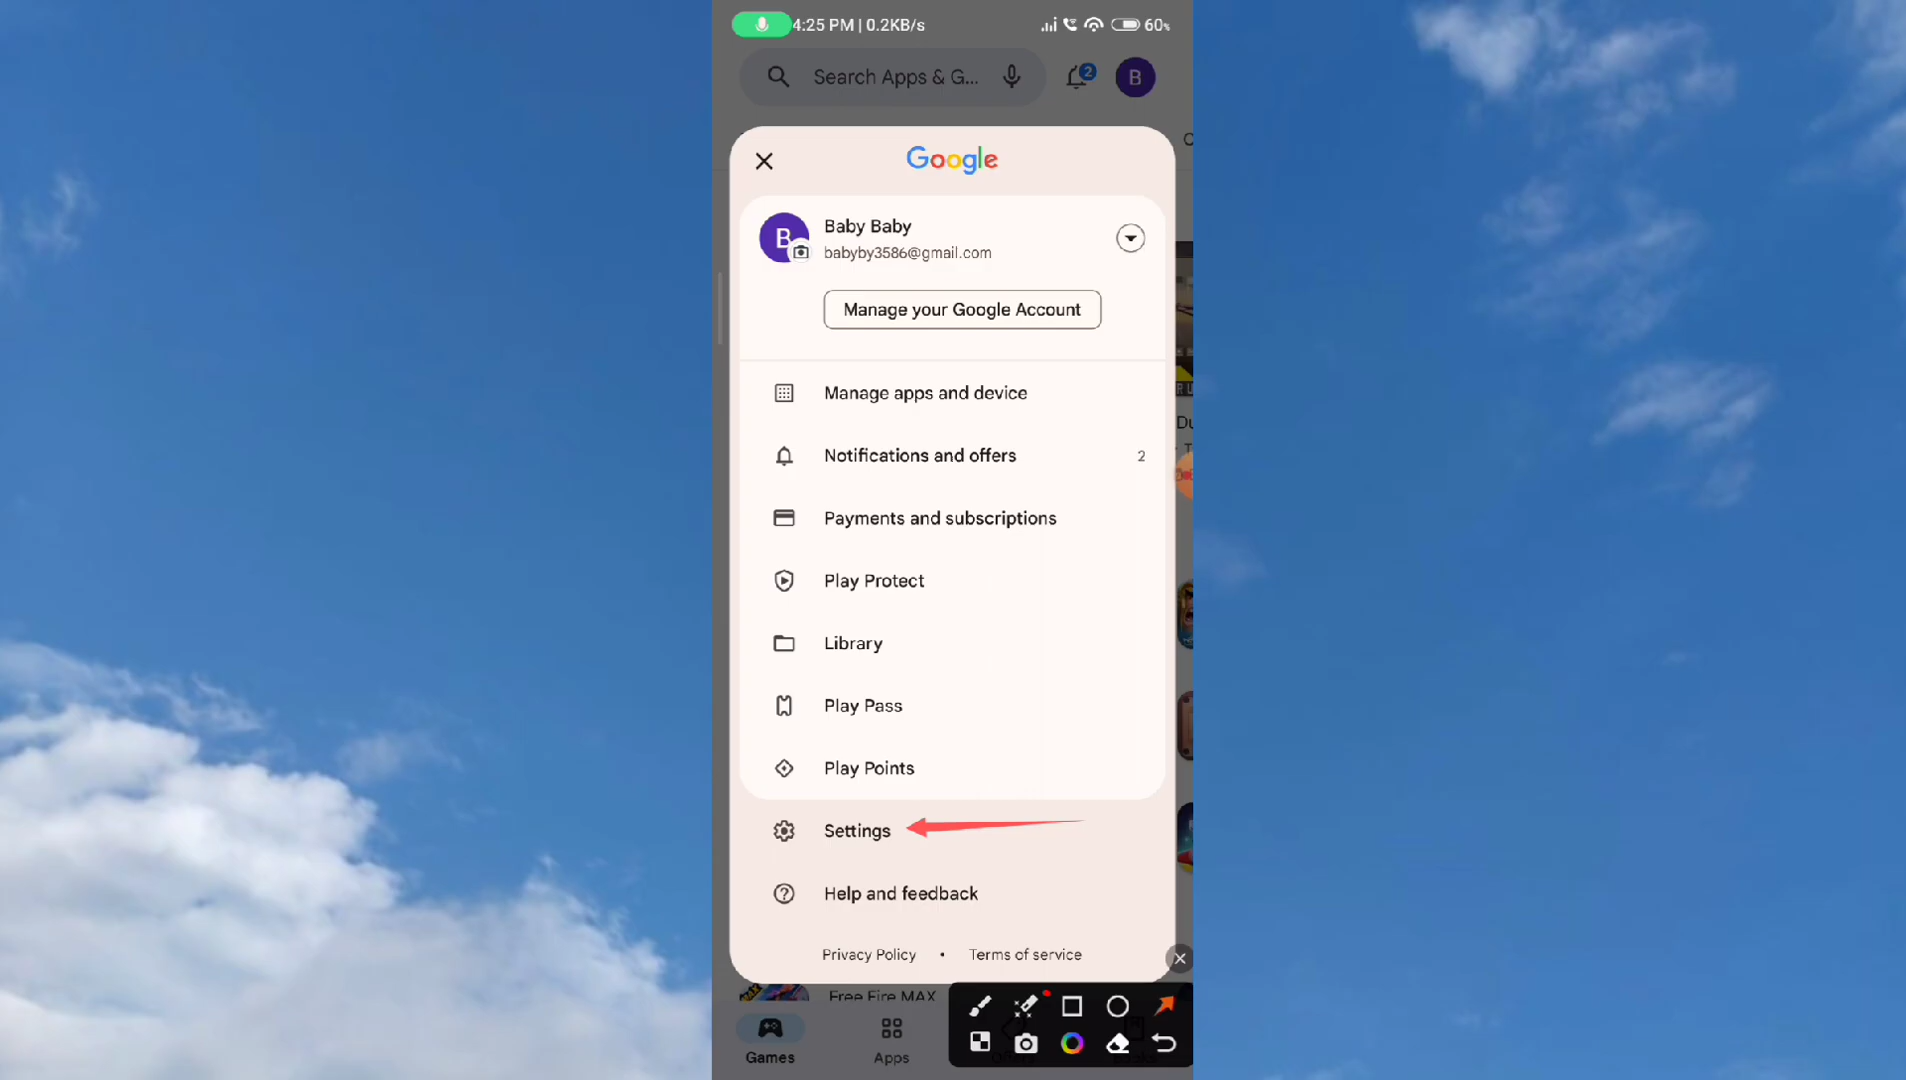 4:25 PM | 0.2KB/s
60%
Search Apps & G...
2
B
Google
B
Baby Baby
babyby3586@gmail.com
Manage your Google Account
Manage apps and device
Notifications and offers
2
Payments and subscriptions
Play Protect
Library
Play Pass
Play Points
Settings
Help and feedback
Privacy Policy • Terms of service
Free Fire MAX
Games
Apps